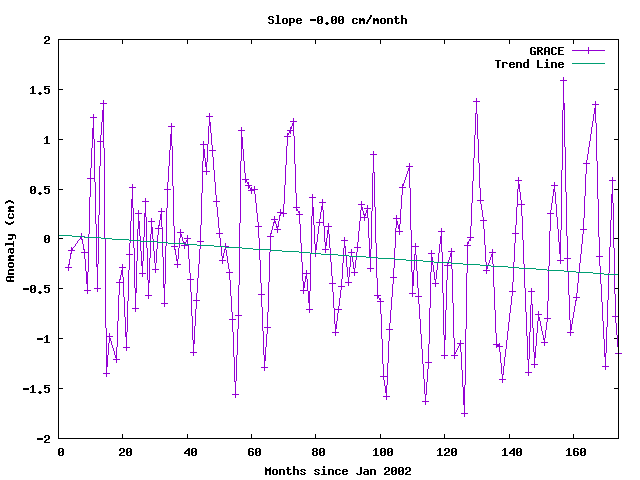 Slope -0.00 cm/month
GRACE
Trend Line
2
1.5
1
0.5
0
-0.5
-1
-1.5
-2
Anomaly (cm)
0 20 40 60 80 100 120 140 160
Months since Jan 2002